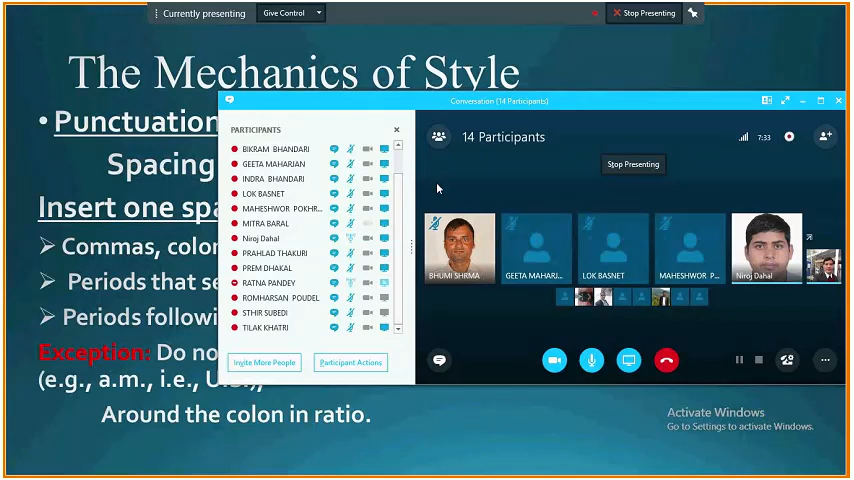 Currently presenting
Give Control
Stop Presenting
The Mechanics of Style
Punctuation
Spacing
Insert one spa
Commas, colon
Periods that se
Periods followi
Exception: Do no
(e.g., a.m., i.e., U.S.),
Around the colon in ratio.
Conversation (14 Participants)
PARTICIPANTS
BIKRAM BHANDARI
GEETA MAHARJAN
INDRA BHANDARI
LOK BASNET
MAHESHWOR POKHR...
MITRA BARAL
Niroj Dahal
PRAHLAD THAKURI
PREM DHAKAL
RATNA PANDEY
ROMHARSAN POUDEL
STHIR SUBEDI
TILAK KHATRI
Invite More People
Participant Actions
14 Participants
7:33
Stop Presenting
BHUMI SHRMA
GEETA MAHARJ...
LOK BASNET
MAHESHWOR P...
Niroj Dahal
Activate Windows
Go to Settings to activate Windows.